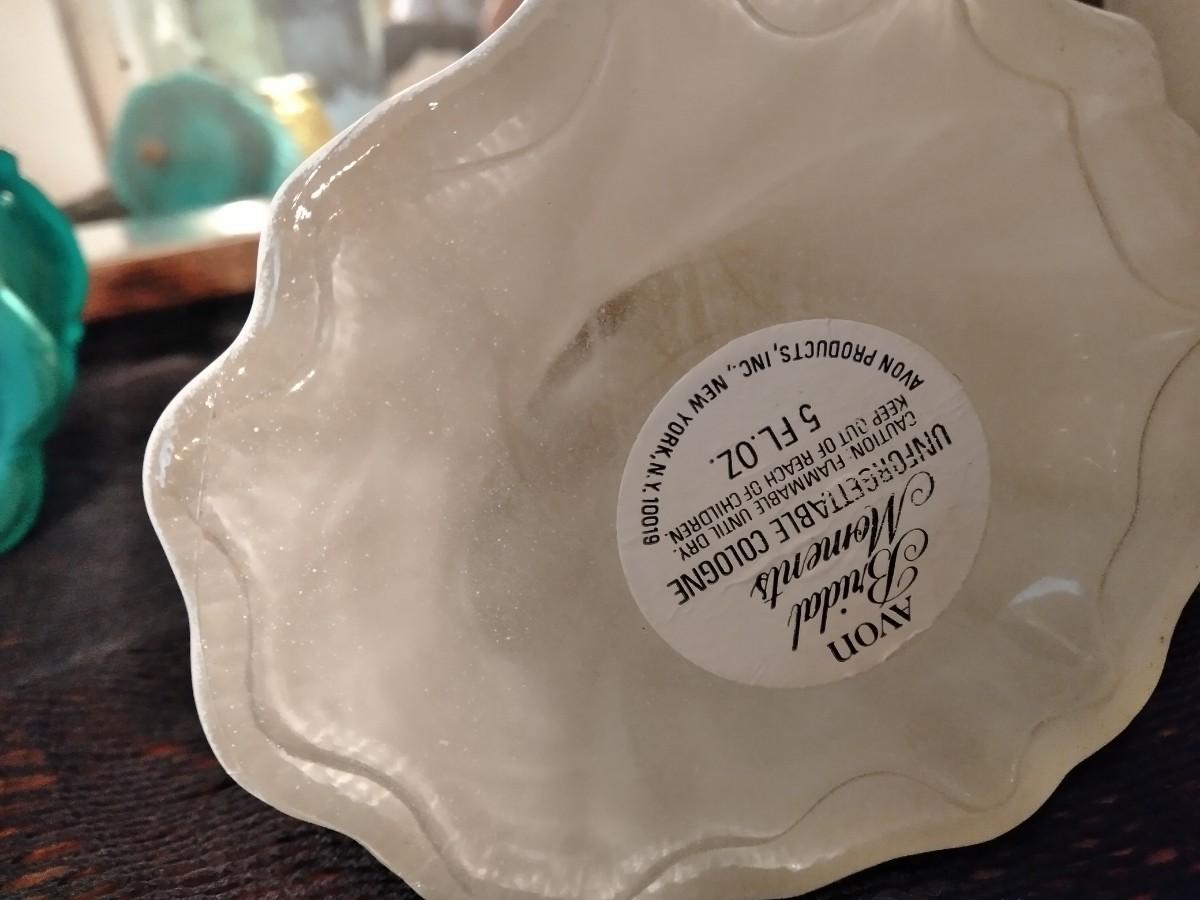 AVON
Bridal
Moments
UNFORGETTABLE COLOGNE
CAUTION: FLAMMABLE UNTIL DRY.
KEEP OUT OF REACH OF CHILDREN.
5 FL.OZ.
AVON PRODUCTS, INC., NEW YORK, N.Y. 10019